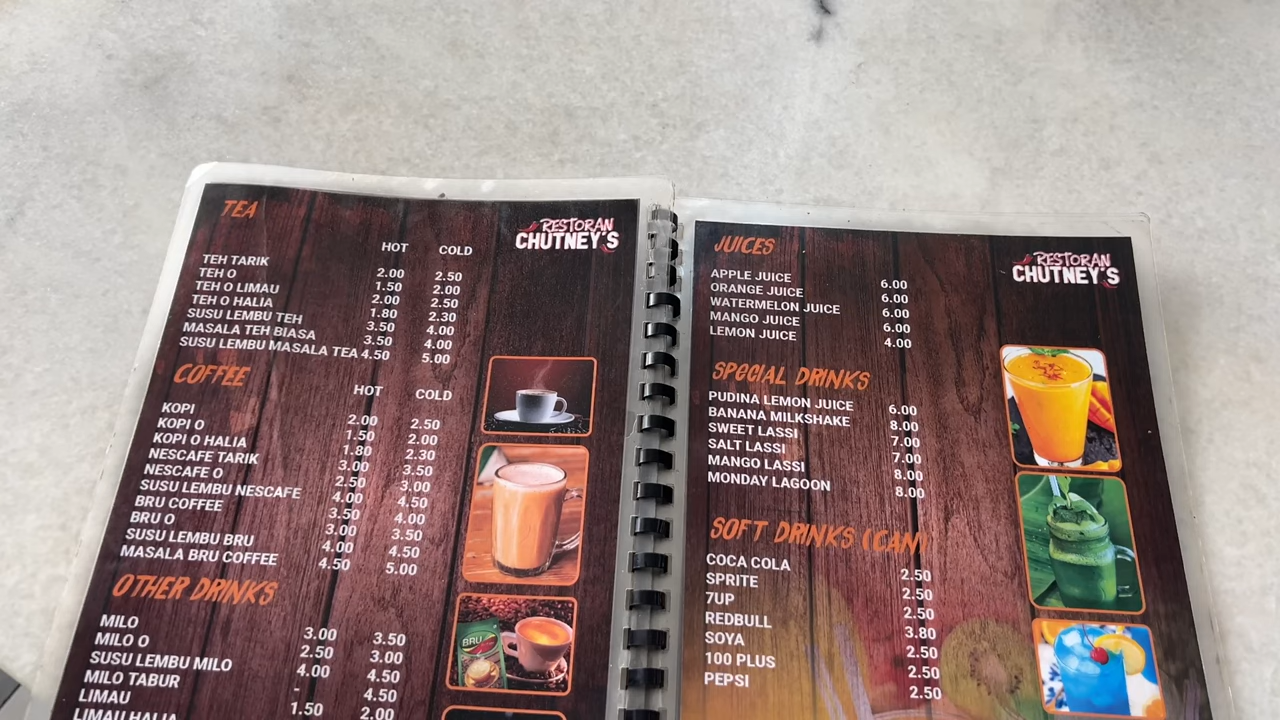 TEA
RESTORAN
CHUTNEY'S
HOT COLD
TEH TARIK 2.00 2.50
TEH O 1.50 2.00
TEH O LIMAU 2.00 2.50
TEH O HALIA 1.80 2.30
SUSU LEMBU TEH 3.50 4.00
MASALA TEH BIASA 3.50 4.00
SUSU LEMBU MASALA TEA 4.50 5.00
COFFEE
HOT COLD
KOPI 2.00 2.50
KOPI O 1.50 2.00
KOPI O HALIA 1.80 2.30
NESCAFE TARIK 3.00 3.50
NESCAFE O 2.50 3.00
SUSU LEMBU NESCAFE 4.00 4.50
BRU COFFEE 3.50 4.00
BRU O 3.00 3.50
SUSU LEMBU BRU 4.00 4.50
MASALA BRU COFFEE 4.50 5.00
OTHER DRINKS
MILO 3.00 3.50
MILO O 2.50 3.00
SUSU LEMBU MILO 4.00 4.50
MILO TABUR - 4.50
LIMAU 1.50 2.00
LIMAU HALIA
BRU
JUICES
RESTORAN
CHUTNEY'S
APPLE JUICE 6.00
ORANGE JUICE 6.00
WATERMELON JUICE 6.00
MANGO JUICE 6.00
LEMON JUICE 4.00
SPECIAL DRINKS
PUDINA LEMON JUICE 6.00
BANANA MILKSHAKE 8.00
SWEET LASSI 7.00
SALT LASSI 7.00
MANGO LASSI 8.00
MONDAY LAGOON 8.00
SOFT DRINKS (CAN)
COCA COLA 2.50
SPRITE 2.50
7UP 2.50
REDBULL 3.80
SOYA 2.50
100 PLUS 2.50
PEPSI 2.50